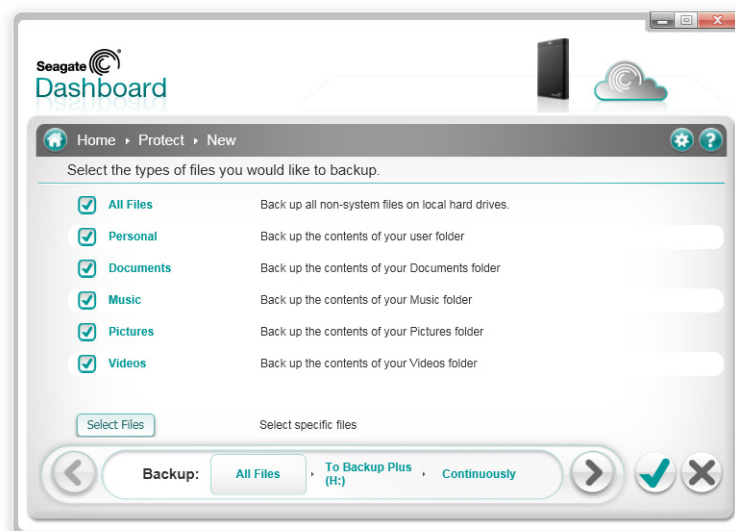 Seagate
Dashboard
Home ▸ Protect ▸ New
?
Select the types of files you would like to backup.
All Files Back up all non-system files on local hard drives.
Personal Back up the contents of your user folder
Documents Back up the contents of your Documents folder
Music Back up the contents of your Music folder
Pictures Back up the contents of your Pictures folder
Videos Back up the contents of your Videos folder
Select Files Select specific files
Backup: All Files ▸ To Backup Plus (H:) ▸ Continuously